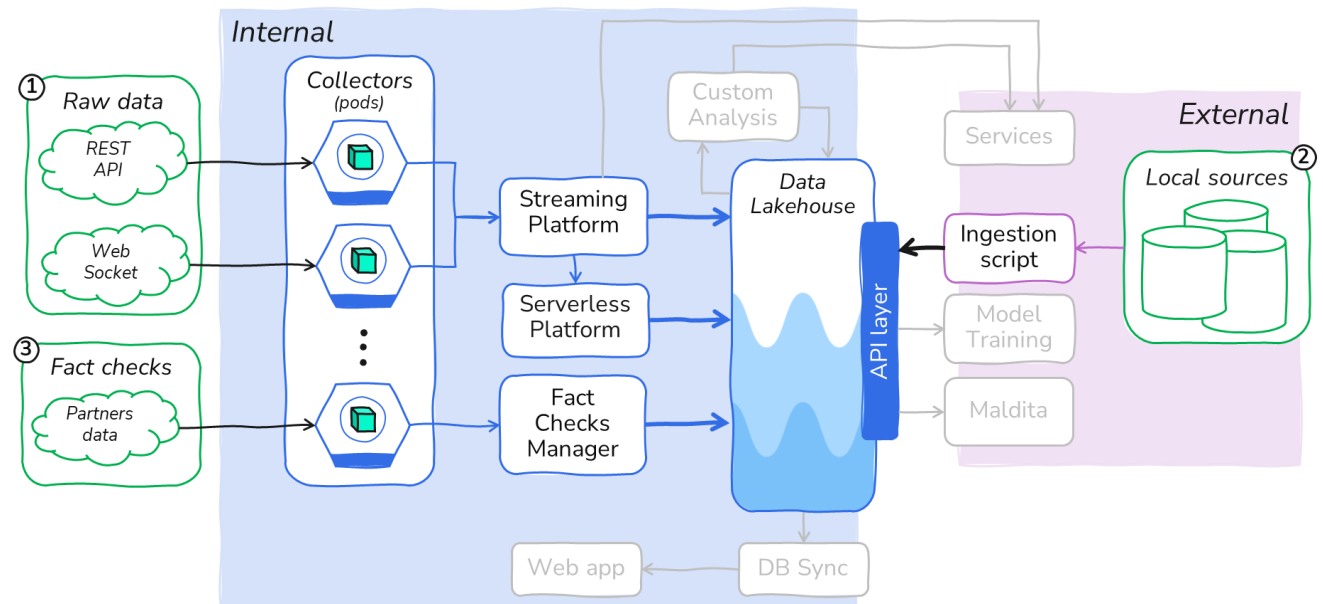 Internal
1
Raw data
REST
API
Web
Socket
3
Fact checks
Partners
data
Collectors
(pods)
Streaming
Platform
Serverless
Platform
Fact
Checks
Manager
Custom
Analysis
Data
Lakehouse
API layer
Web app
DB Sync
External
Services
2
Local sources
Ingestion
script
Model
Training
Maldita